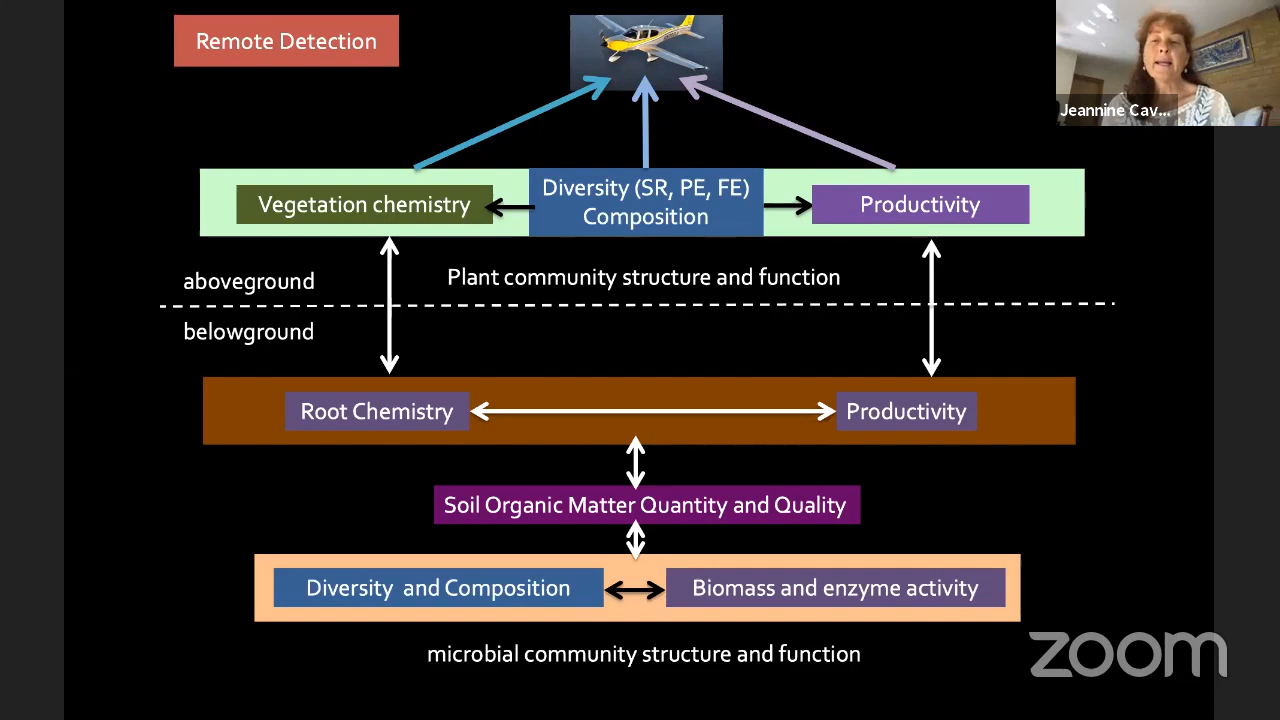 Remote Detection
Jeannine Cav...
Vegetation chemistry
Diversity (SR, PE, FE)
Composition
Productivity
aboveground
Plant community structure and function
belowground
Root Chemistry
Productivity
Soil Organic Matter Quantity and Quality
Diversity and Composition
Biomass and enzyme activity
microbial community structure and function
zoom